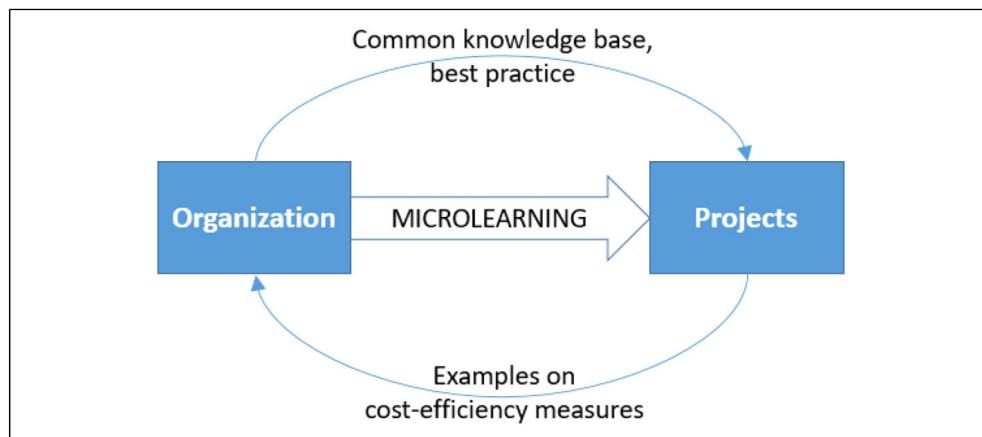 Common knowledge base,
best practice
Organization
MICROLEARNING
Projects
Examples on
cost-efficiency measures